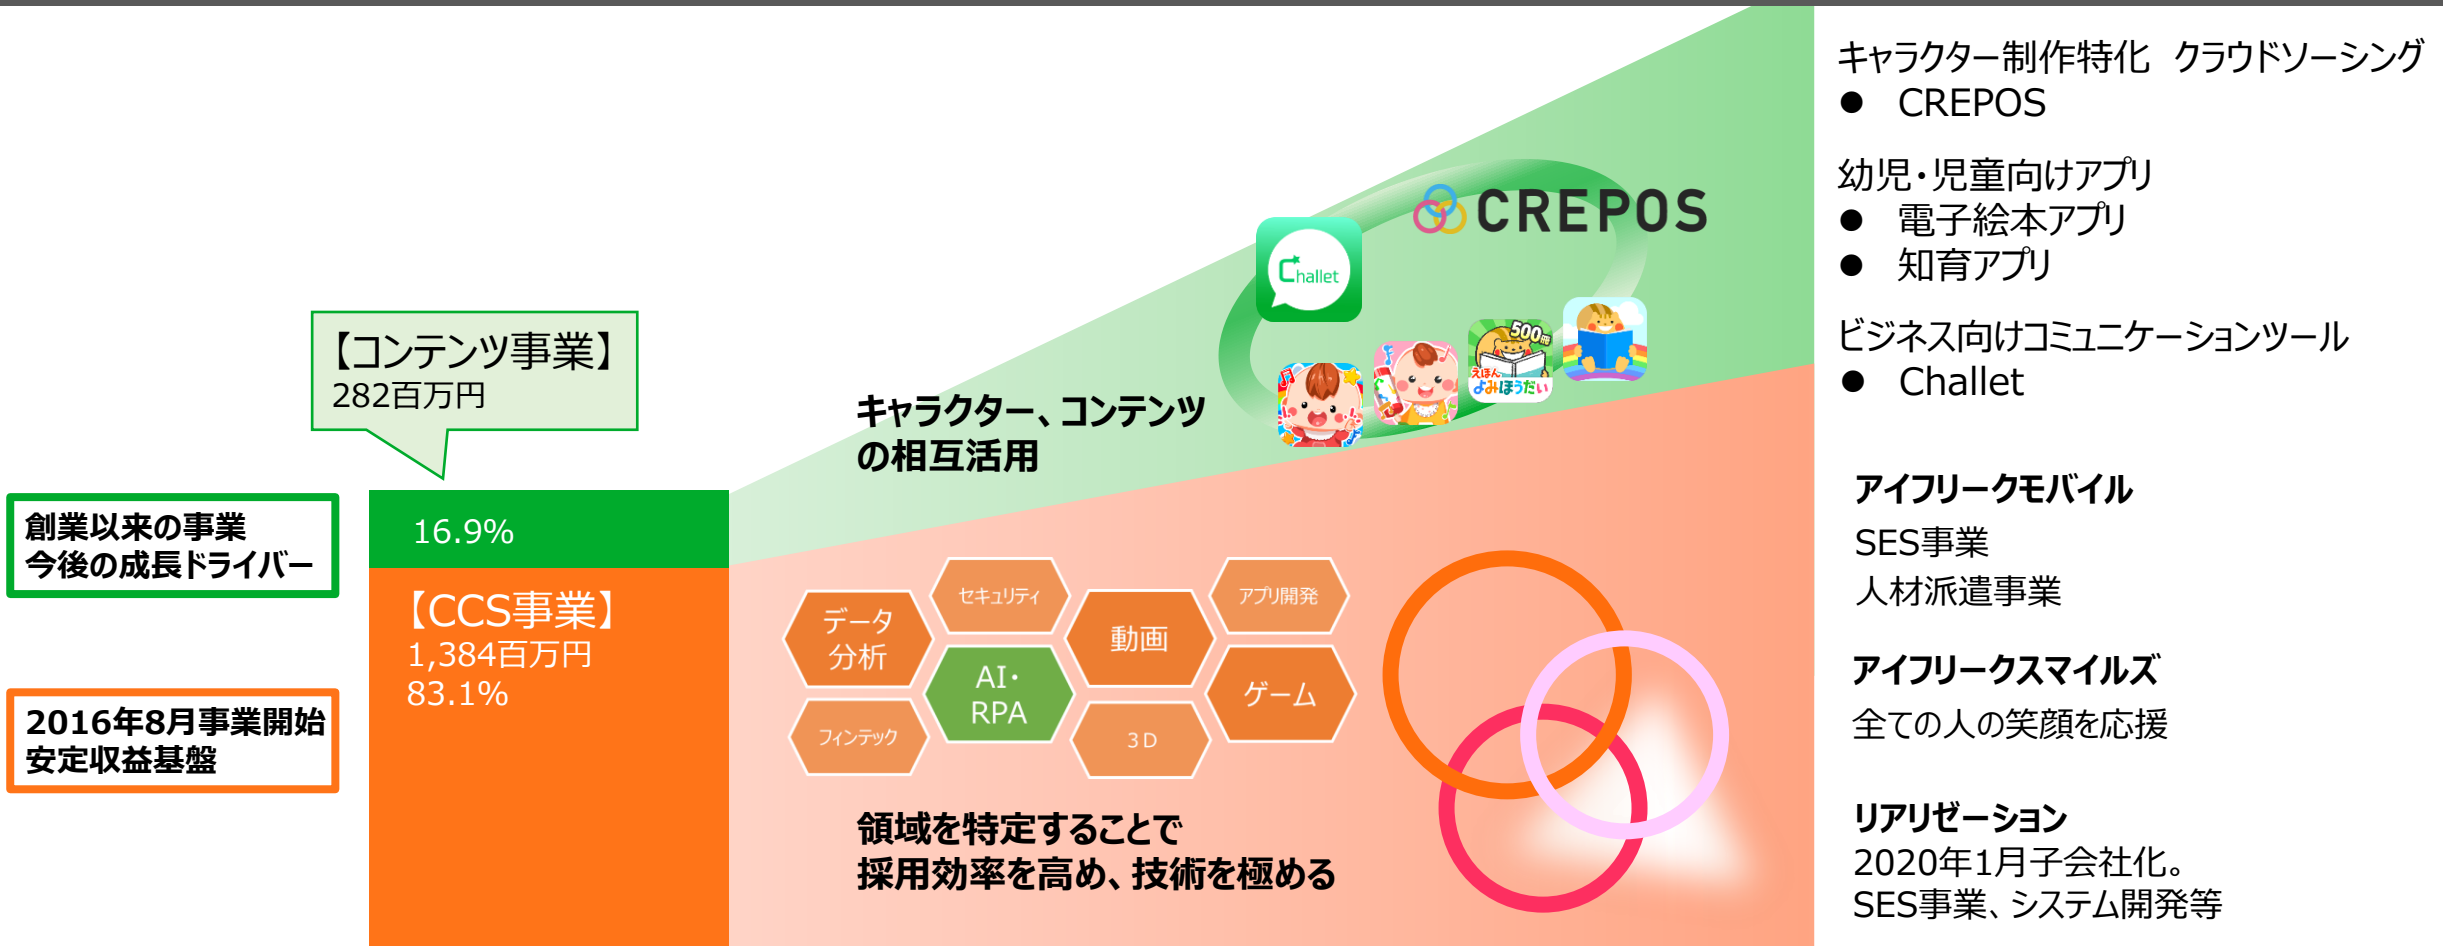 【コンテンツ事業】
282百万円
創業以来の事業
今後の成長ドライバー
16.9%
【CCS事業】
1,384百万円
83.1%
2016年8月事業開始
安定収益基盤
キャラクター、コンテンツ
の相互活用
Challet
CREPOS
500冊
えほん
よみほうだい
データ
分析
セキュリティ
動画
アプリ開発
AI・
RPA
ゲーム
フィンテック
3D
領域を特定することで
採用効率を高め、技術を極める
キャラクター制作特化 クラウドソーシング
● CREPOS
幼児・児童向けアプリ
● 電子絵本アプリ
● 知育アプリ
ビジネス向けコミュニケーションツール
● Challet
アイフリークモバイル
SES事業
人材派遣事業
アイフリークスマイルズ
全ての人の笑顔を応援
リアリゼーション
2020年1月子会社化。
SES事業、システム開発等